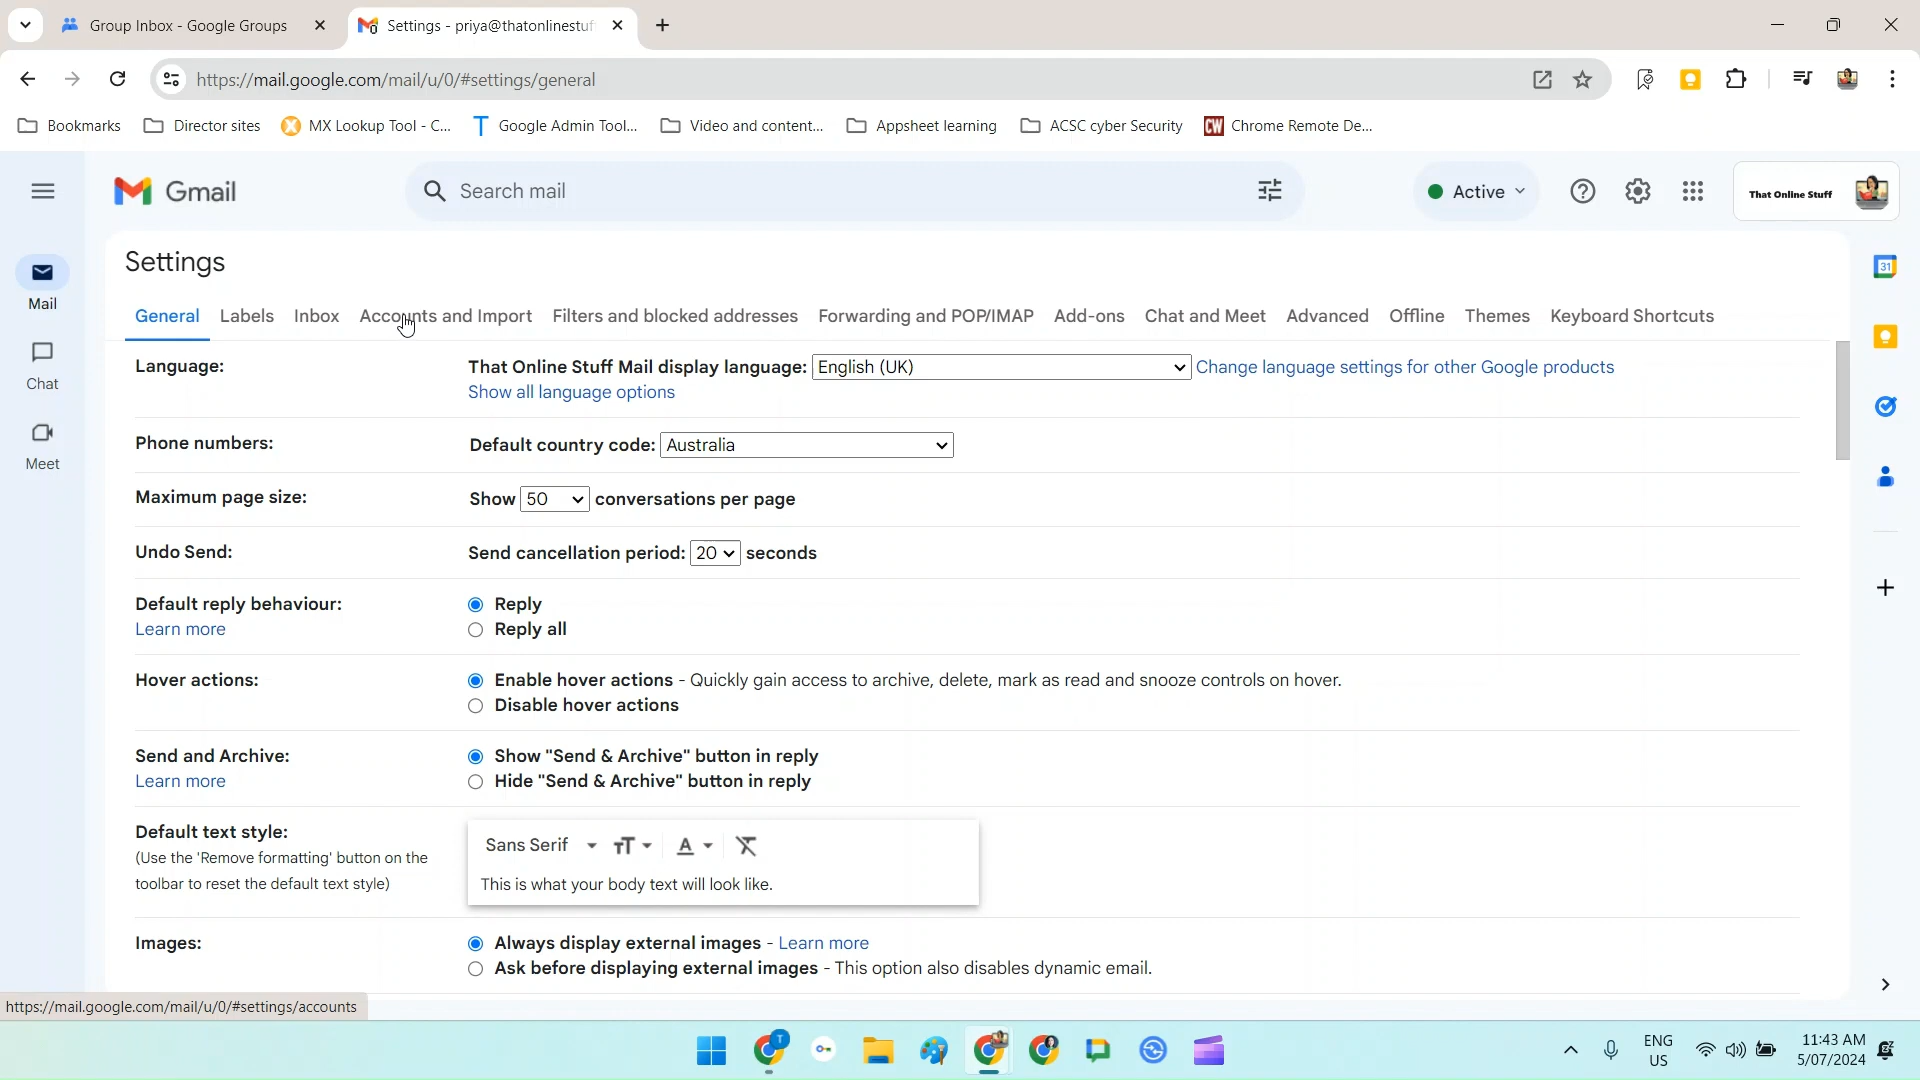 Group Inbox - Google Groups
Settings - priya@thatonlinestuf
https://mail.google.com/mail/u/0/#settings/general
Bookmarks
Director sites
MX Lookup Tool - C...
Google Admin Tool...
Video and content...
Appsheet learning
ACSC cyber Security
CW
Chrome Remote De...
Gmail
Search mail
Active
That Online Stuff
Settings
Mail
Chat
Meet
31
General
Labels
Inbox
Accounts and Import
Filters and blocked addresses
Forwarding and POP/IMAP
Add-ons
Chat and Meet
Advanced
Offline
Themes
Keyboard Shortcuts
Language:
That Online Stuff Mail display language: English (UK) Change language settings for other Google products
Show all language options
Phone numbers:
Default country code: Australia
Maximum page size:
Show 50 conversations per page
Undo Send:
Send cancellation period: 20 seconds
Default reply behaviour:
Learn more
Reply
Reply all
Hover actions:
Enable hover actions - Quickly gain access to archive, delete, mark as read and snooze controls on hover.
Disable hover actions
Send and Archive:
Learn more
Show "Send & Archive" button in reply
Hide "Send & Archive" button in reply
Default text style:
(Use the 'Remove formatting' button on the
toolbar to reset the default text style)
Sans Serif
This is what your body text will look like.
Images:
Always display external images - Learn more
Ask before displaying external images - This option also disables dynamic email.
https://mail.google.com/mail/u/0/#settings/accounts
T
ENG
US
11:43 AM
5/07/2024